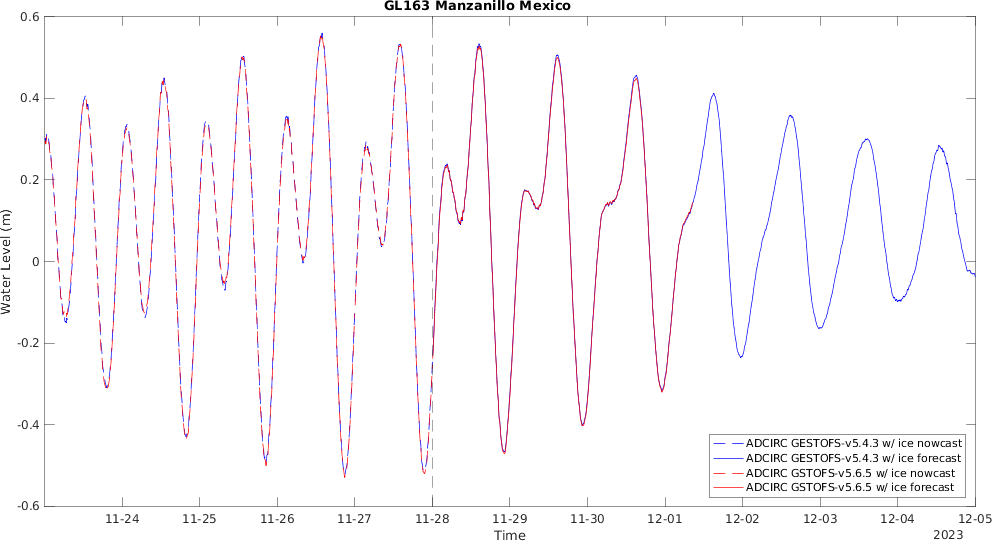 GL163 Manzanillo Mexico
0.6
0.4
0.2
0
-0.2
-0.4
-0.6
Water Level (m)
ADCIRC GESTOFS-v5.4.3 w/ ice nowcast
ADCIRC GESTOFS-v5.4.3 w/ ice forecast
ADCIRC GSTOFS-v5.6.5 w/ ice nowcast
ADCIRC GSTOFS-v5.6.5 w/ ice forecast
11-24 11-25 11-26 11-27 11-28 11-29 11-30 12-01 12-02 12-03 12-04 12-05
Time
2023